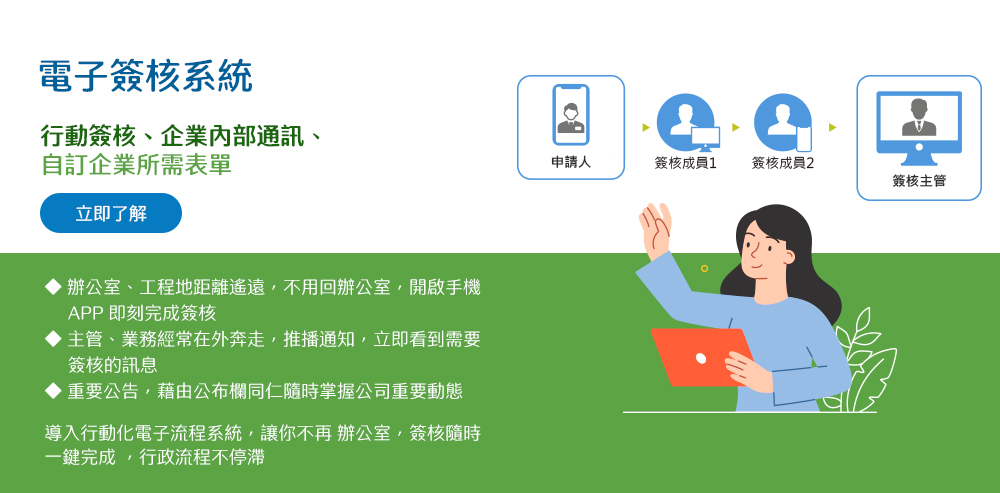 電子簽核系統
行動簽核、企業內部通訊、
自訂企業所需表單
立即了解
申請人
簽核成員1
簽核成員2
簽核主管
◆ 辦公室、工程地距離遙遠，不用回辦公室，開啟手機
APP 即刻完成簽核
◆ 主管、業務經常在外奔走，推播通知，立即看到需要
簽核的訊息
◆ 重要公告，藉由公布欄同仁隨時掌握公司重要動態
導入行動化電子流程系統，讓你不再 辦公室，簽核隨時
一鍵完成 ，行政流程不停滯